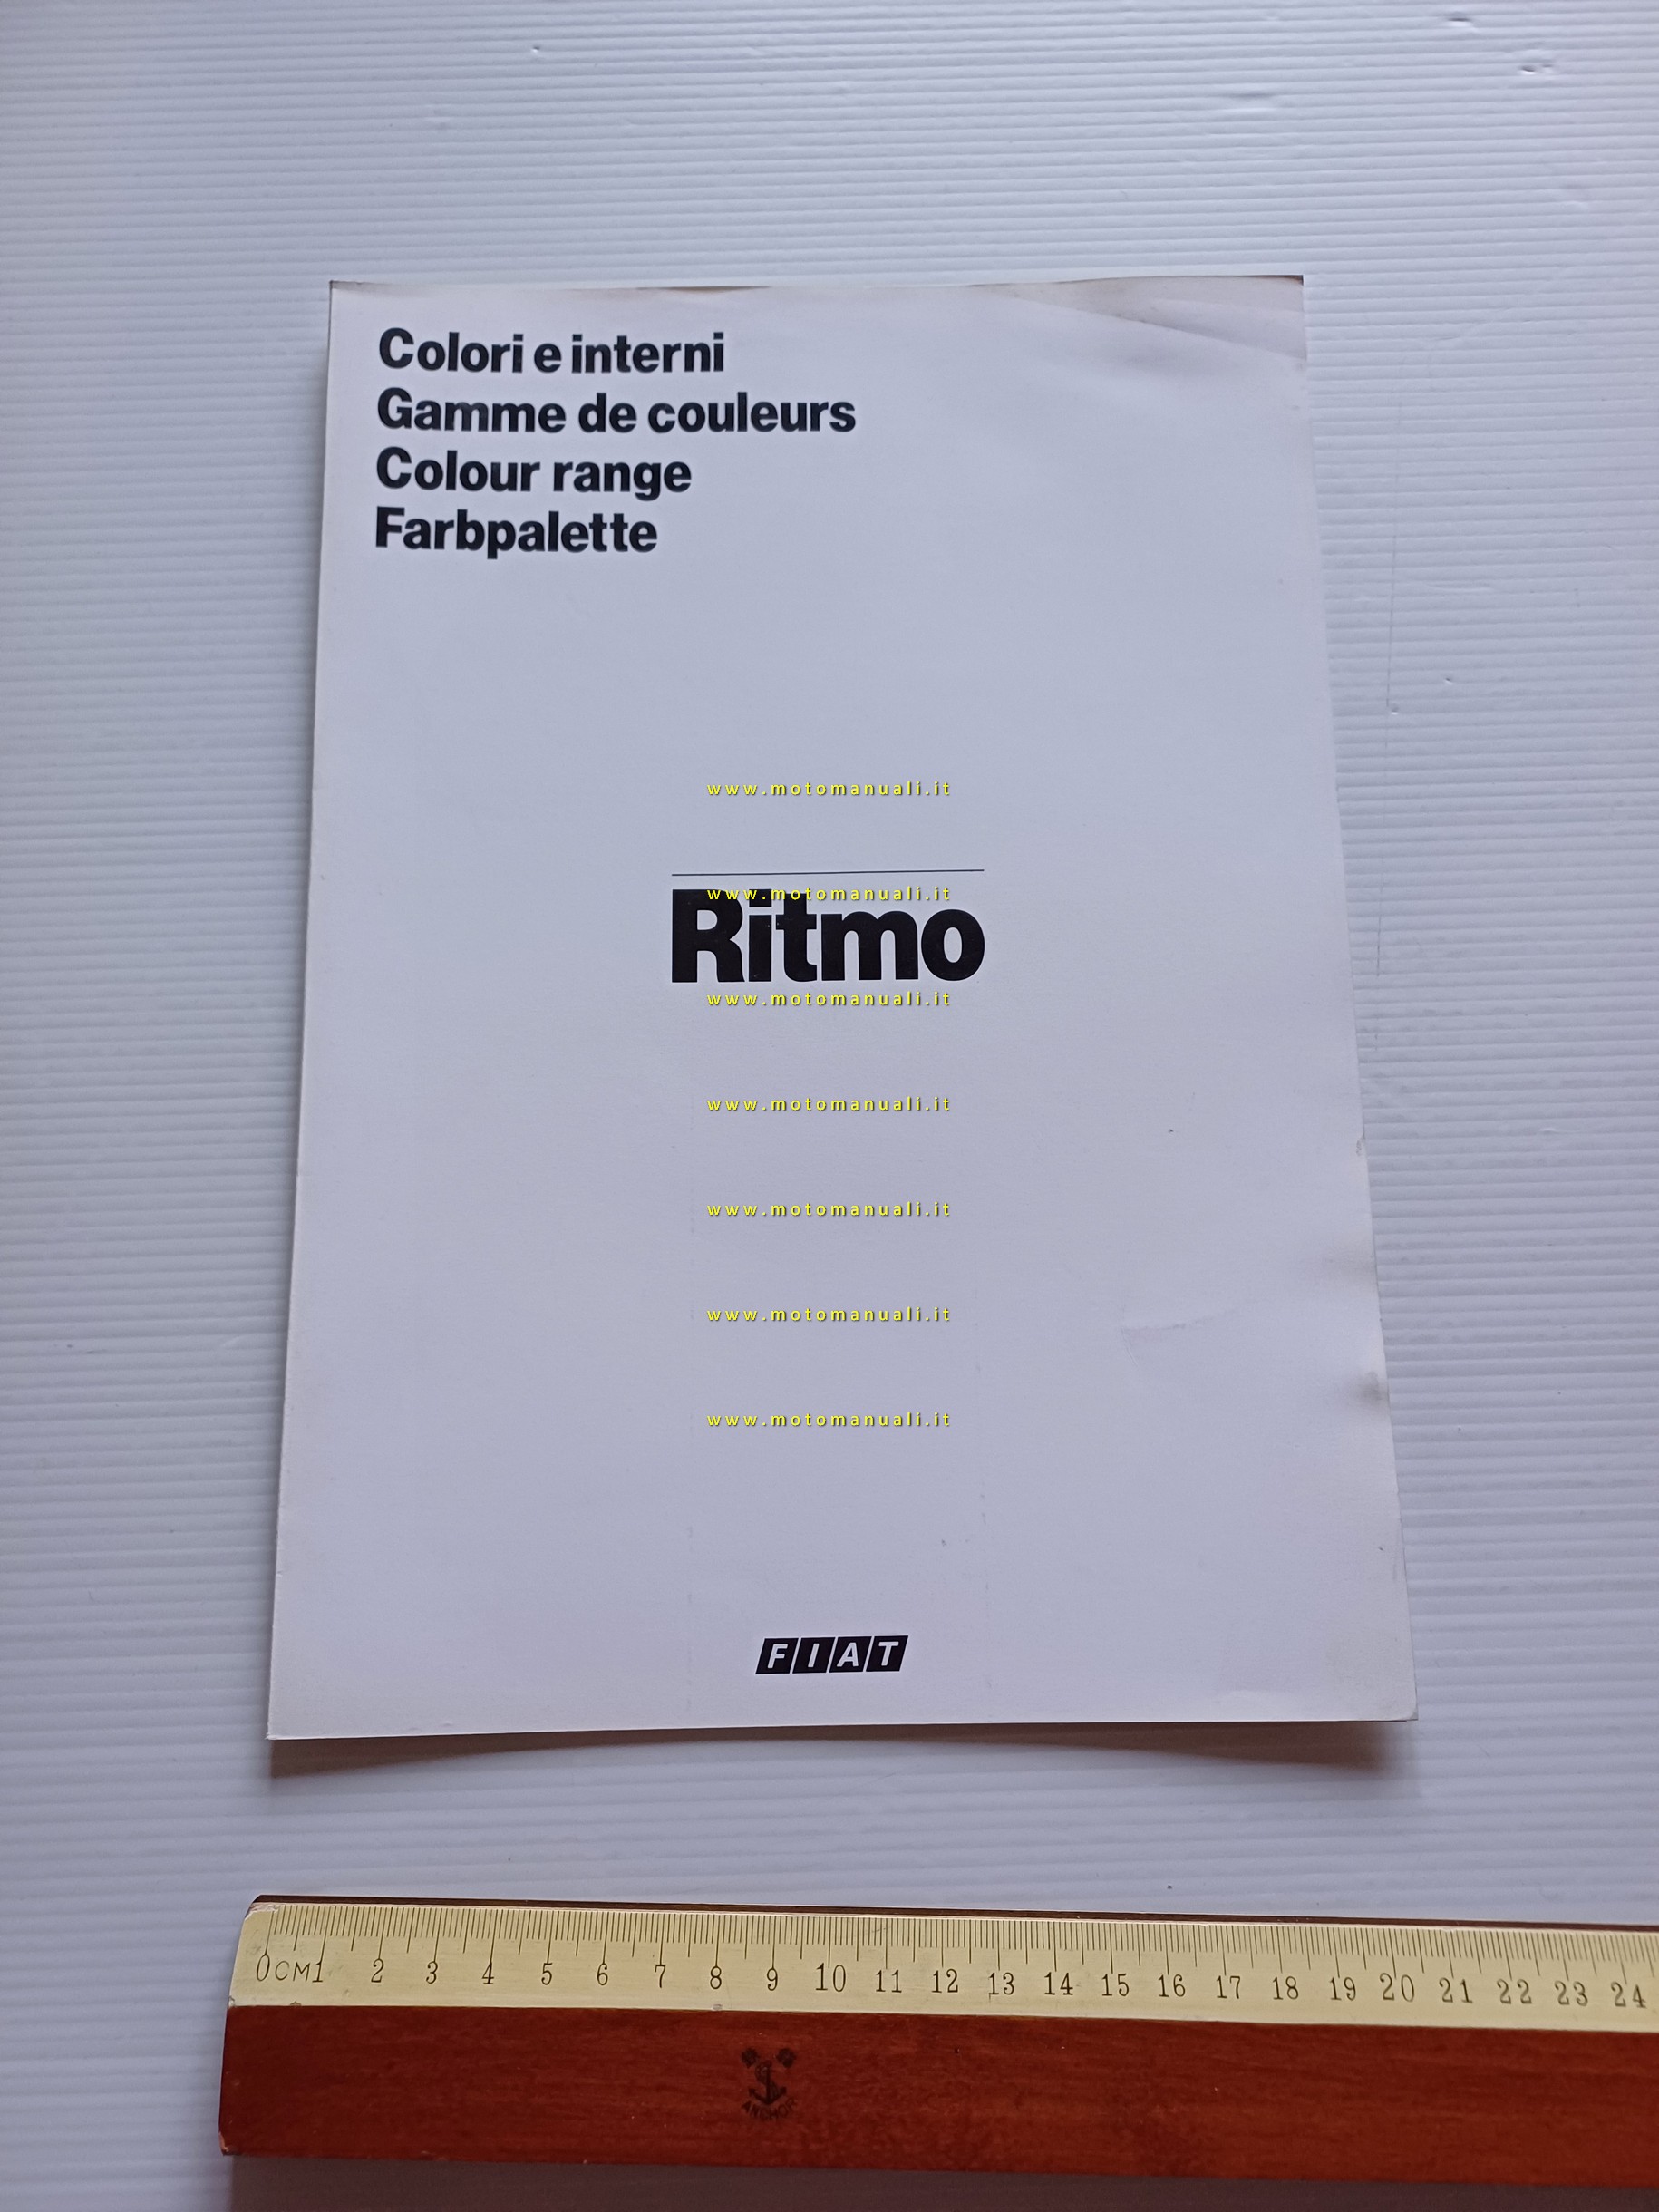 Colori e interni
Gamme de couleurs
Colour range
Farbpalette
www.motomanuali.it
www.motomanuali.it
Ritmo
www.motomanuali.it
www.motomanuali.it
www.motomanuali.it
www.motomanuali.it
www.motomanuali.it
FIAT
0CM1 2 3 4 5 6 7 8 9 10 11 12 13 14 15 16 17 18 19 20 21 22 23 24
ANCHOR